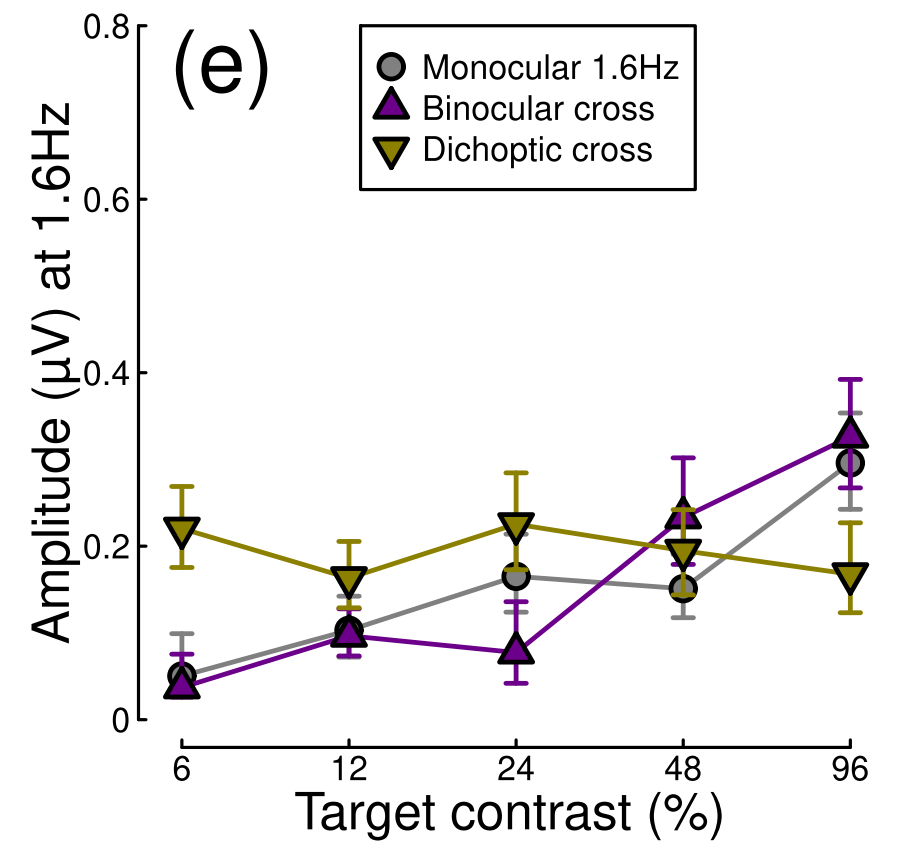 (e)
Monocular 1.6Hz
Binocular cross
Dichoptic cross
Amplitude (µV) at 1.6Hz
0.8
0.6
0.4
0.2
0
6 12 24 48 96
Target contrast (%)